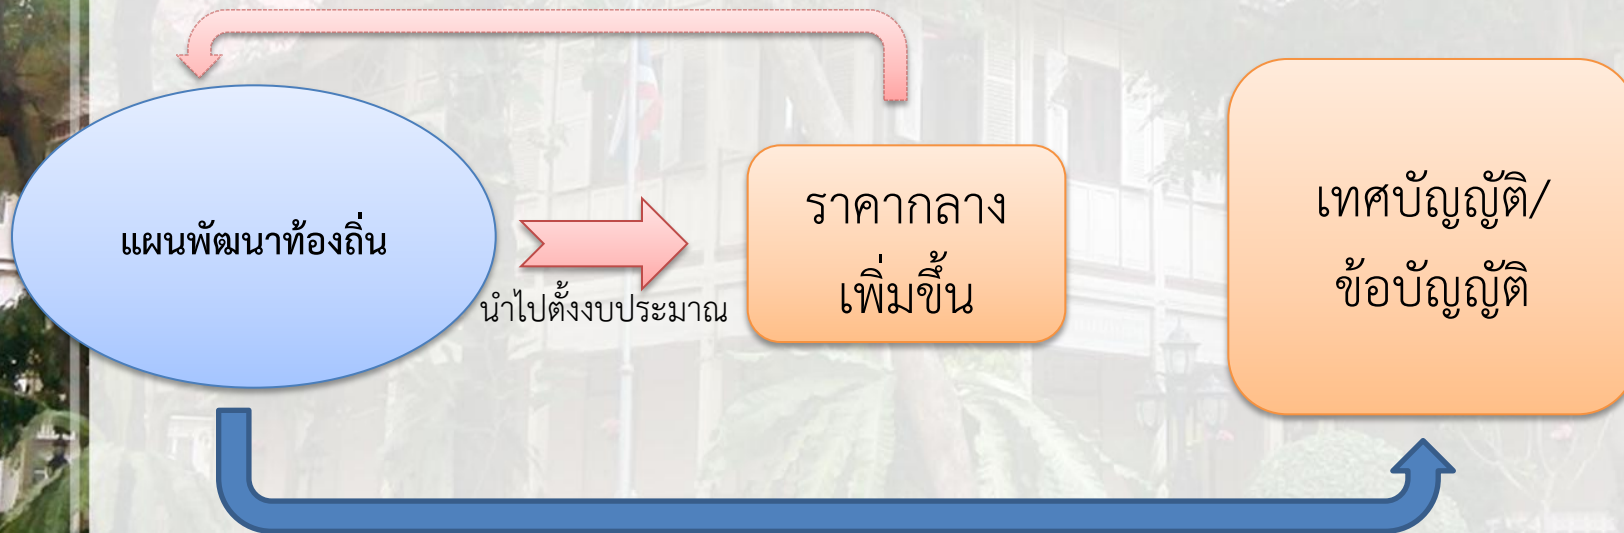 แผนพัฒนาท้องถิ่น
นำไปตั้งงบประมาณ
ราคากลาง
เพิ่มขึ้น
เทศบัญญัติ/
ข้อบัญญัติ